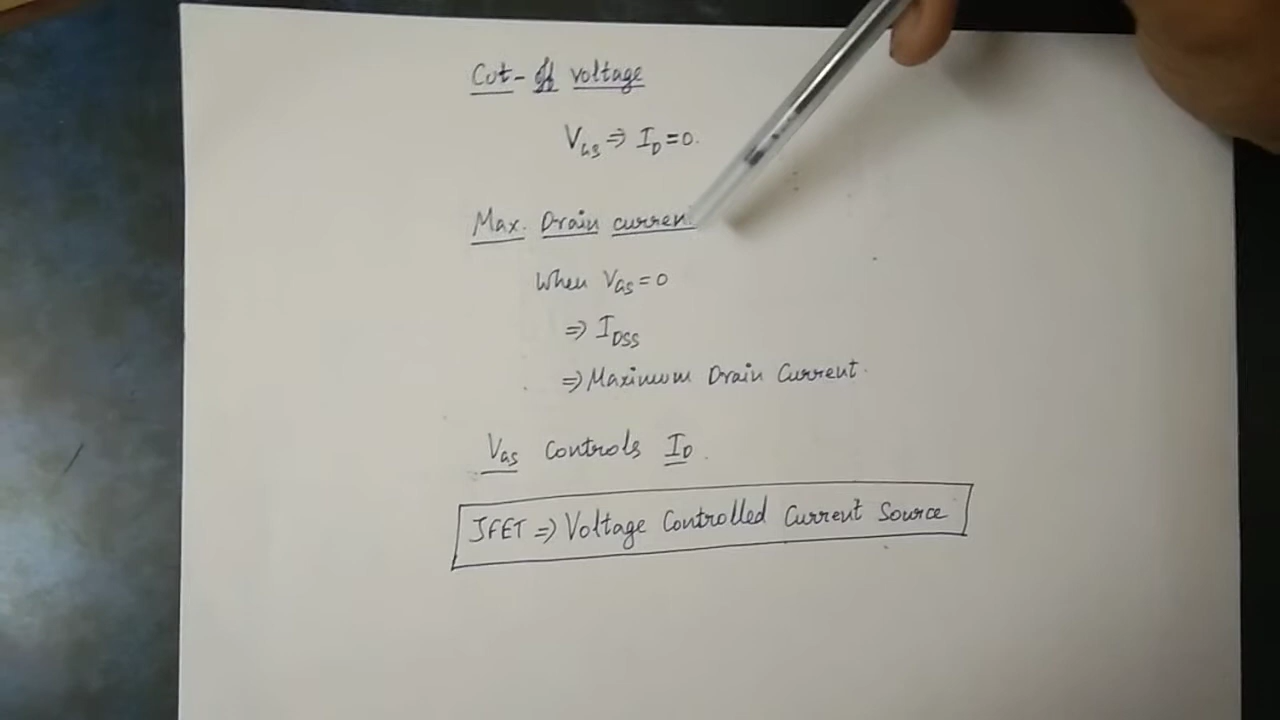 Cut-off voltage
VGS ⇒ ID = 0.
Max. Drain current
When VGS = 0
⇒ IDSS
⇒ Maximum Drain Current.
VGS Controls ID.
JFET ⇒ Voltage Controlled Current Source